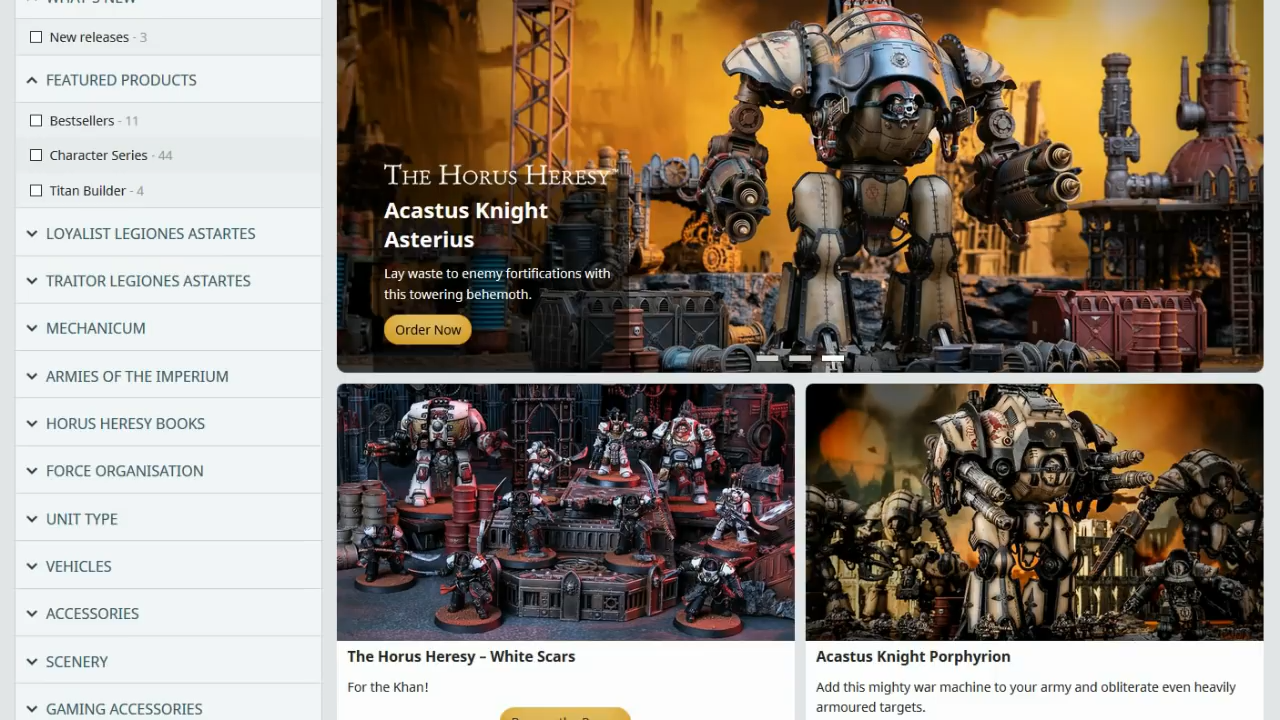 WHAT'S NEW
New releases - 3
FEATURED PRODUCTS
Bestsellers - 11
Character Series - 44
Titan Builder - 4
LOYALIST LEGIONES ASTARTES
TRAITOR LEGIONES ASTARTES
MECHANICUM
ARMIES OF THE IMPERIUM
HORUS HERESY BOOKS
FORCE ORGANISATION
UNIT TYPE
VEHICLES
ACCESSORIES
SCENERY
GAMING ACCESSORIES
The Horus Heresy
Acastus Knight
Asterius
Lay waste to enemy fortifications with
this towering behemoth.
Order Now
The Horus Heresy – White Scars
For the Khan!
Acastus Knight Porphyrion
Add this mighty war machine to your army and obliterate even heavily
armoured targets.